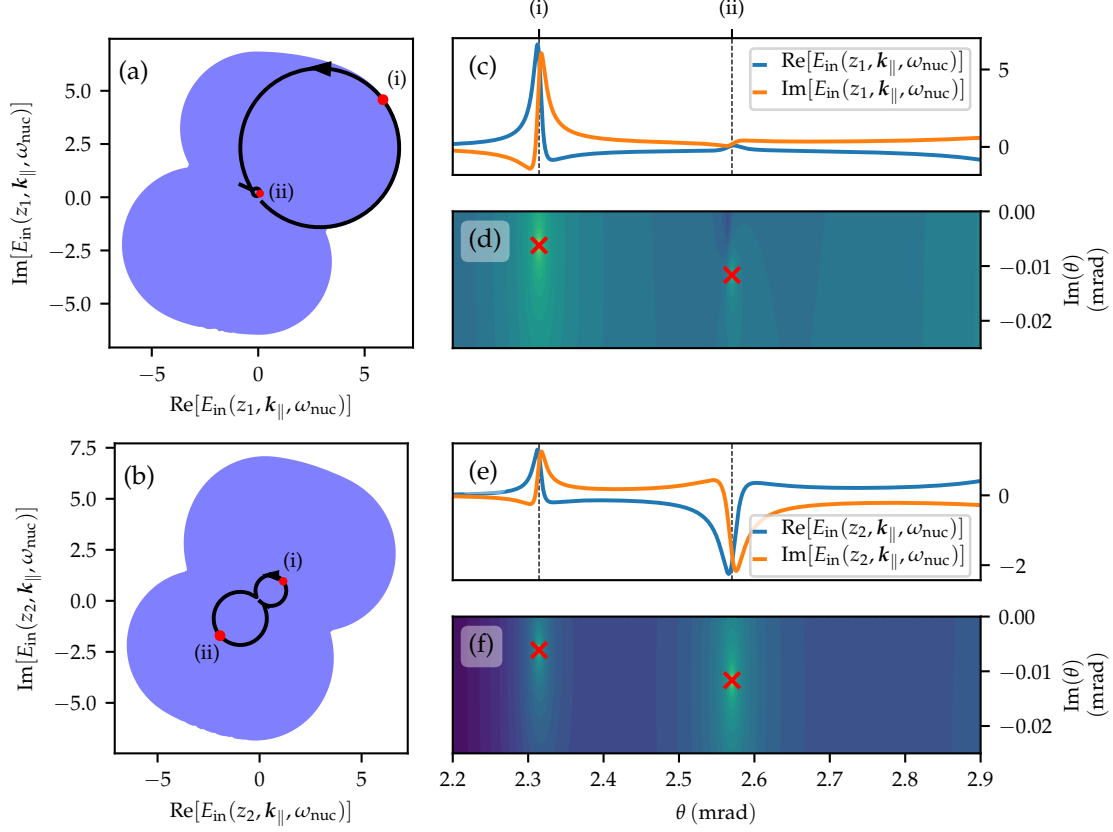 (i)
(ii)
(a)
(i)
(ii)
5.0
2.5
0.0
−2.5
−5.0
Im[E_in(z_1, k_∥, ω_nuc)]
−5
0
5
Re[E_in(z_1, k_∥, ω_nuc)]
(c)
Re[E_in(z_1, k_∥, ω_nuc)]
Im[E_in(z_1, k_∥, ω_nuc)]
5
0
(d)
0.00
−0.01
−0.02
Im(θ)
(mrad)
(b)
(i)
(ii)
7.5
5.0
2.5
0.0
−2.5
−5.0
Im[E_in(z_2, k_∥, ω_nuc)]
−5
0
5
Re[E_in(z_2, k_∥, ω_nuc)]
(e)
Re[E_in(z_2, k_∥, ω_nuc)]
Im[E_in(z_2, k_∥, ω_nuc)]
0
−2
(f)
0.00
−0.01
−0.02
Im(θ)
(mrad)
2.2
2.3
2.4
2.5
2.6
2.7
2.8
2.9
θ (mrad)